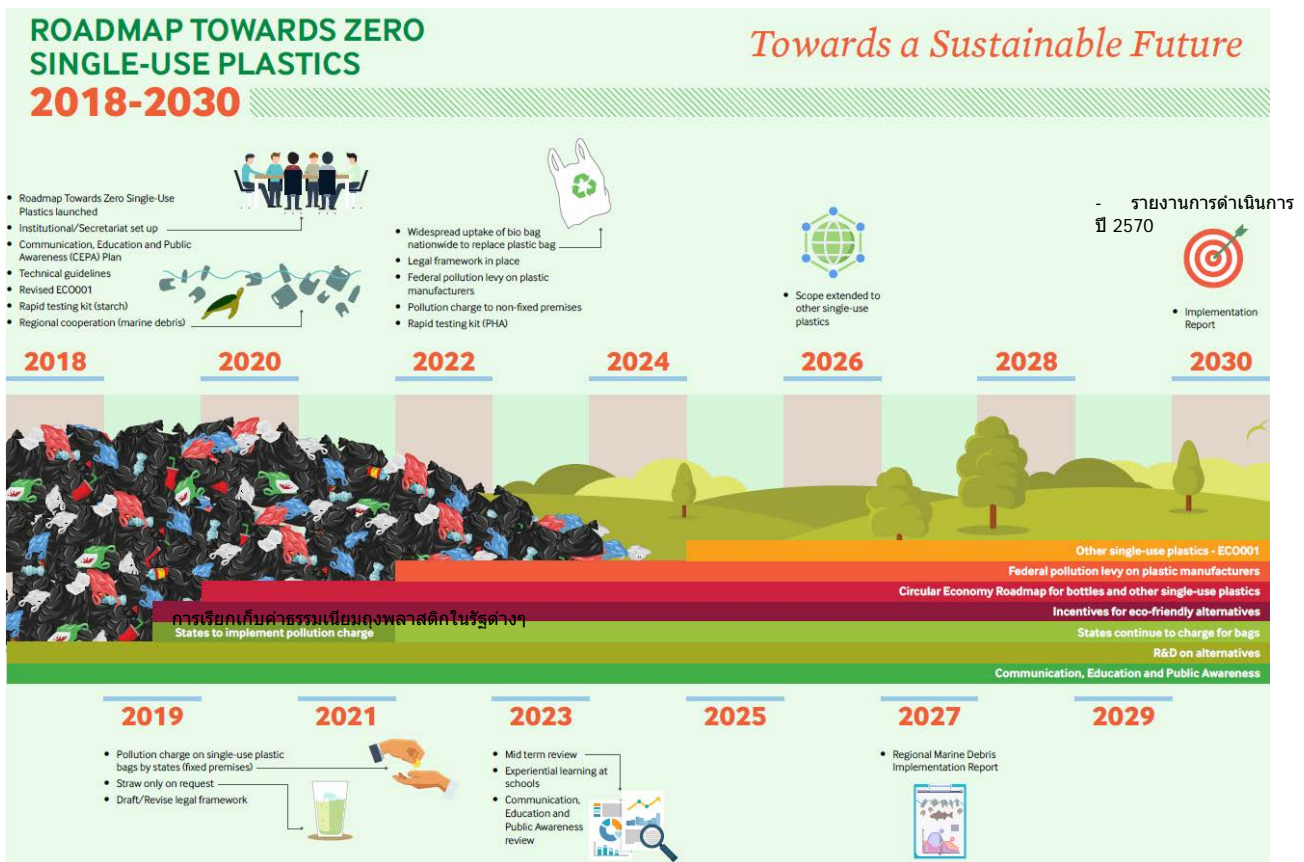 ROADMAP TOWARDS ZERO
SINGLE-USE PLASTICS
2018-2030
Towards a Sustainable Future
• Roadmap Towards Zero Single-Use
Plastics launched
• Institutional/Secretariat set up
• Communication, Education and Public
Awareness (CEPA) Plan
• Technical guidelines
• Revised ECO001
• Rapid testing kit (starch)
• Regional cooperation (marine debris)
• Widespread uptake of bio bag
nationwide to replace plastic bag
• Legal framework in place
• Federal pollution levy on plastic
manufacturers
• Pollution charge to non-fixed premises
• Rapid testing kit (PHA)
• Scope extended to
other single-use
plastics
- รายงานการดำเนินการ
ปี 2570
• Implementation
Report
2018 2020 2022 2024 2026 2028 2030
Other single-use plastics - ECO001
Federal pollution levy on plastic manufacturers
Circular Economy Roadmap for bottles and other single-use plastics
Incentives for eco-friendly alternatives
การเรียกเก็บค่าธรรมเนียมถุงพลาสติกในรัฐต่างๆ
States to implement pollution charge States continue to charge for bags
R&D on alternatives
Communication, Education and Public Awareness
2019 2021 2023 2025 2027 2029
• Pollution charge on single-use plastic
bags by states (fixed premises)
• Straw only on request
• Draft/Revise legal framework
• Mid term review
• Experiential learning at
schools
• Communication,
Education and
Public Awareness
review
• Regional Marine Debris
Implementation Report